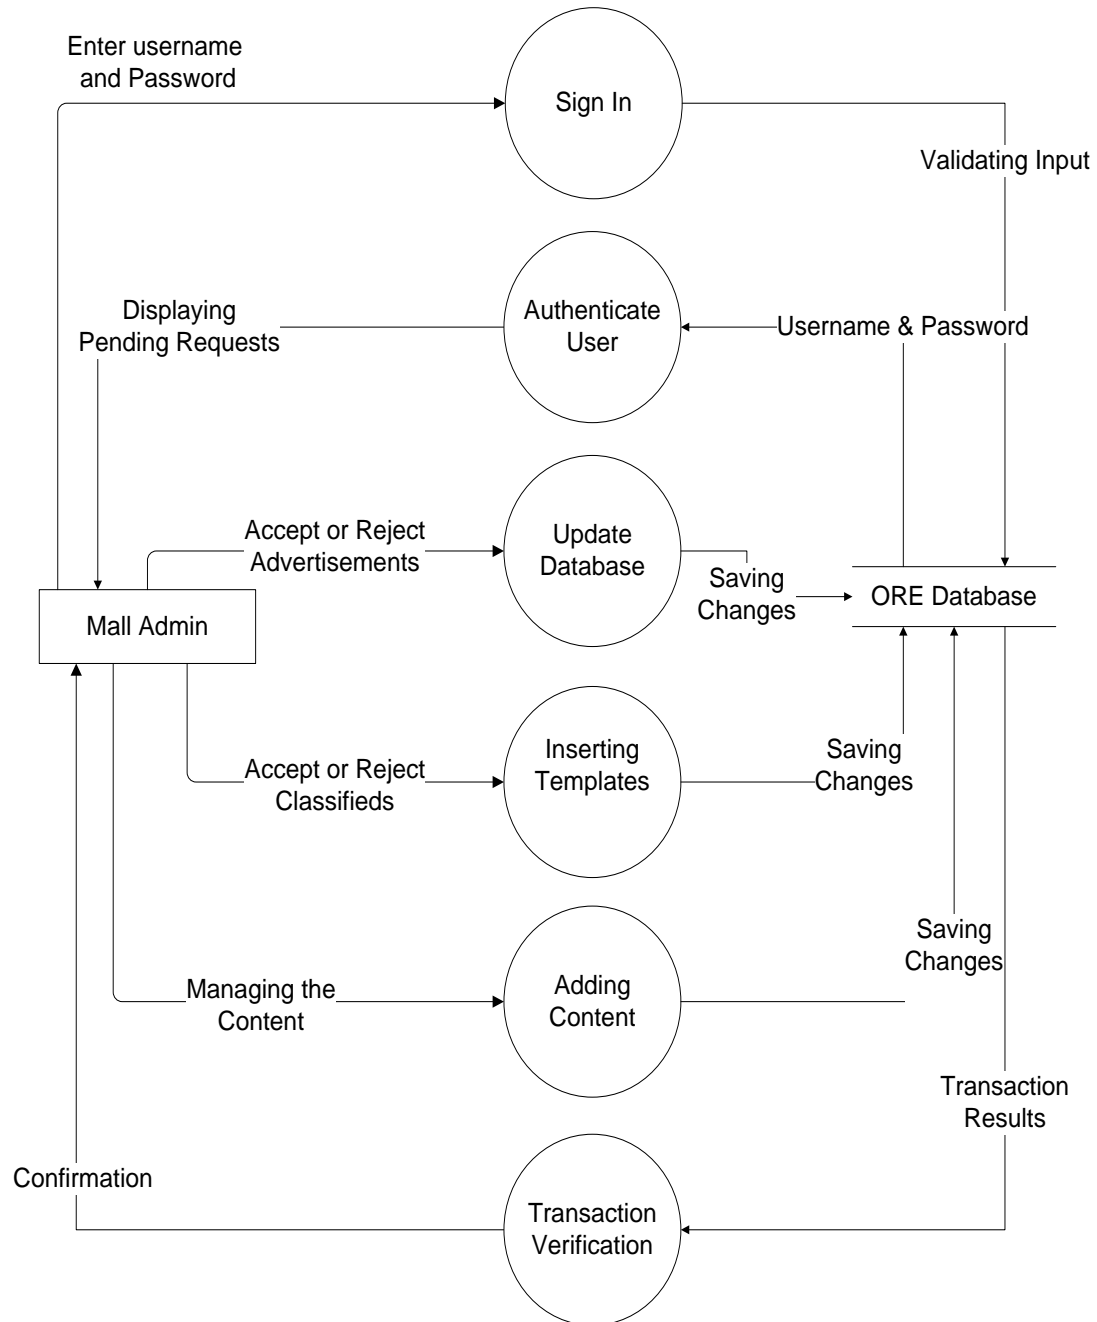 Enter username
and Password
Sign In
Validating Input
Displaying
Pending Requests
Authenticate
User
Username & Password
Accept or Reject
Advertisements
Update
Database
Saving
Changes
ORE Database
Mall Admin
Accept or Reject
Classifieds
Inserting
Templates
Saving
Changes
Managing the
Content
Adding
Content
Saving
Changes
Transaction
Results
Confirmation
Transaction
Verification